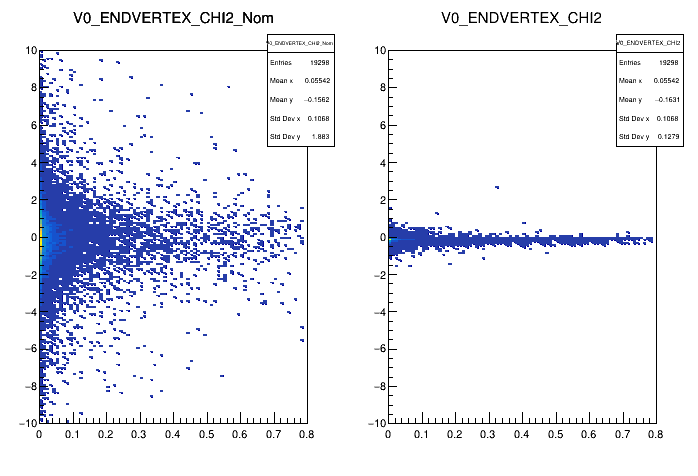 V0_ENDVERTEX_CHI2_Nom
V0_ENDVERTEX_CHI2_Nom
Entries 19298
Mean x 0.05542
Mean y −0.1562
Std Dev x 0.1068
Std Dev y 1.883
10
8
6
4
2
0
−2
−4
−6
−8
−10
0 0.1 0.2 0.3 0.4 0.5 0.6 0.7 0.8
V0_ENDVERTEX_CHI2
V0_ENDVERTEX_CHI2
Entries 19298
Mean x 0.05542
Mean y −0.1631
Std Dev x 0.1068
Std Dev y 0.1279
10
8
6
4
2
0
−2
−4
−6
−8
−10
0 0.1 0.2 0.3 0.4 0.5 0.6 0.7 0.8